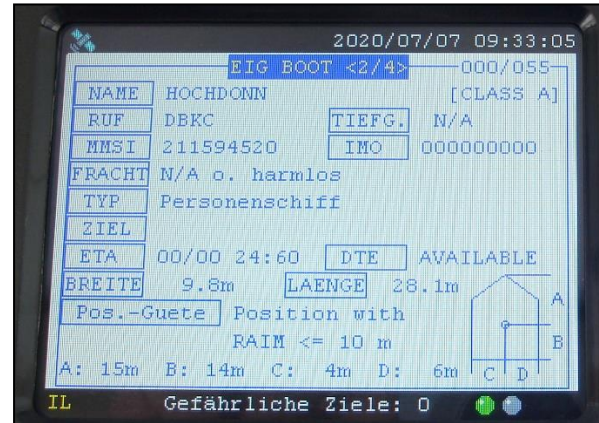 2020/07/07 09:33:05
EIG BOOT <2/4> 000/055
NAME HOCHDONN [CLASS A]
RUF DBKC TIEFG. N/A
MMSI 211594520 IMO 000000000
FRACHT N/A o. harmlos
TYP Personenschiff
ZIEL
ETA 00/00 24:60 DTE AVAILABLE
BREITE 9.8m LAENGE 28.1m
Pos.-Guete Position with
RAIM <= 10 m
A
B
A: 15m B: 14m C: 4m D: 6m C D
IL Gefährliche Ziele: 0